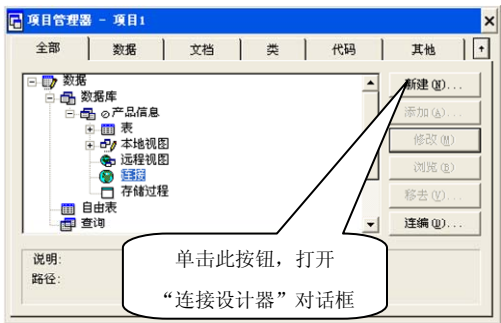 项目管理器 - 项目1
全部 数据 文档 类 代码 其他
数据
数据库
产品信息
表
本地视图
远程视图
连接
存储过程
自由表
查询
新建(N)...
添加(A)...
修改(M)
浏览(B)
移去(V)...
连编(D)...
说明:
路径:
单击此按钮，打开
“连接设计器”对话框